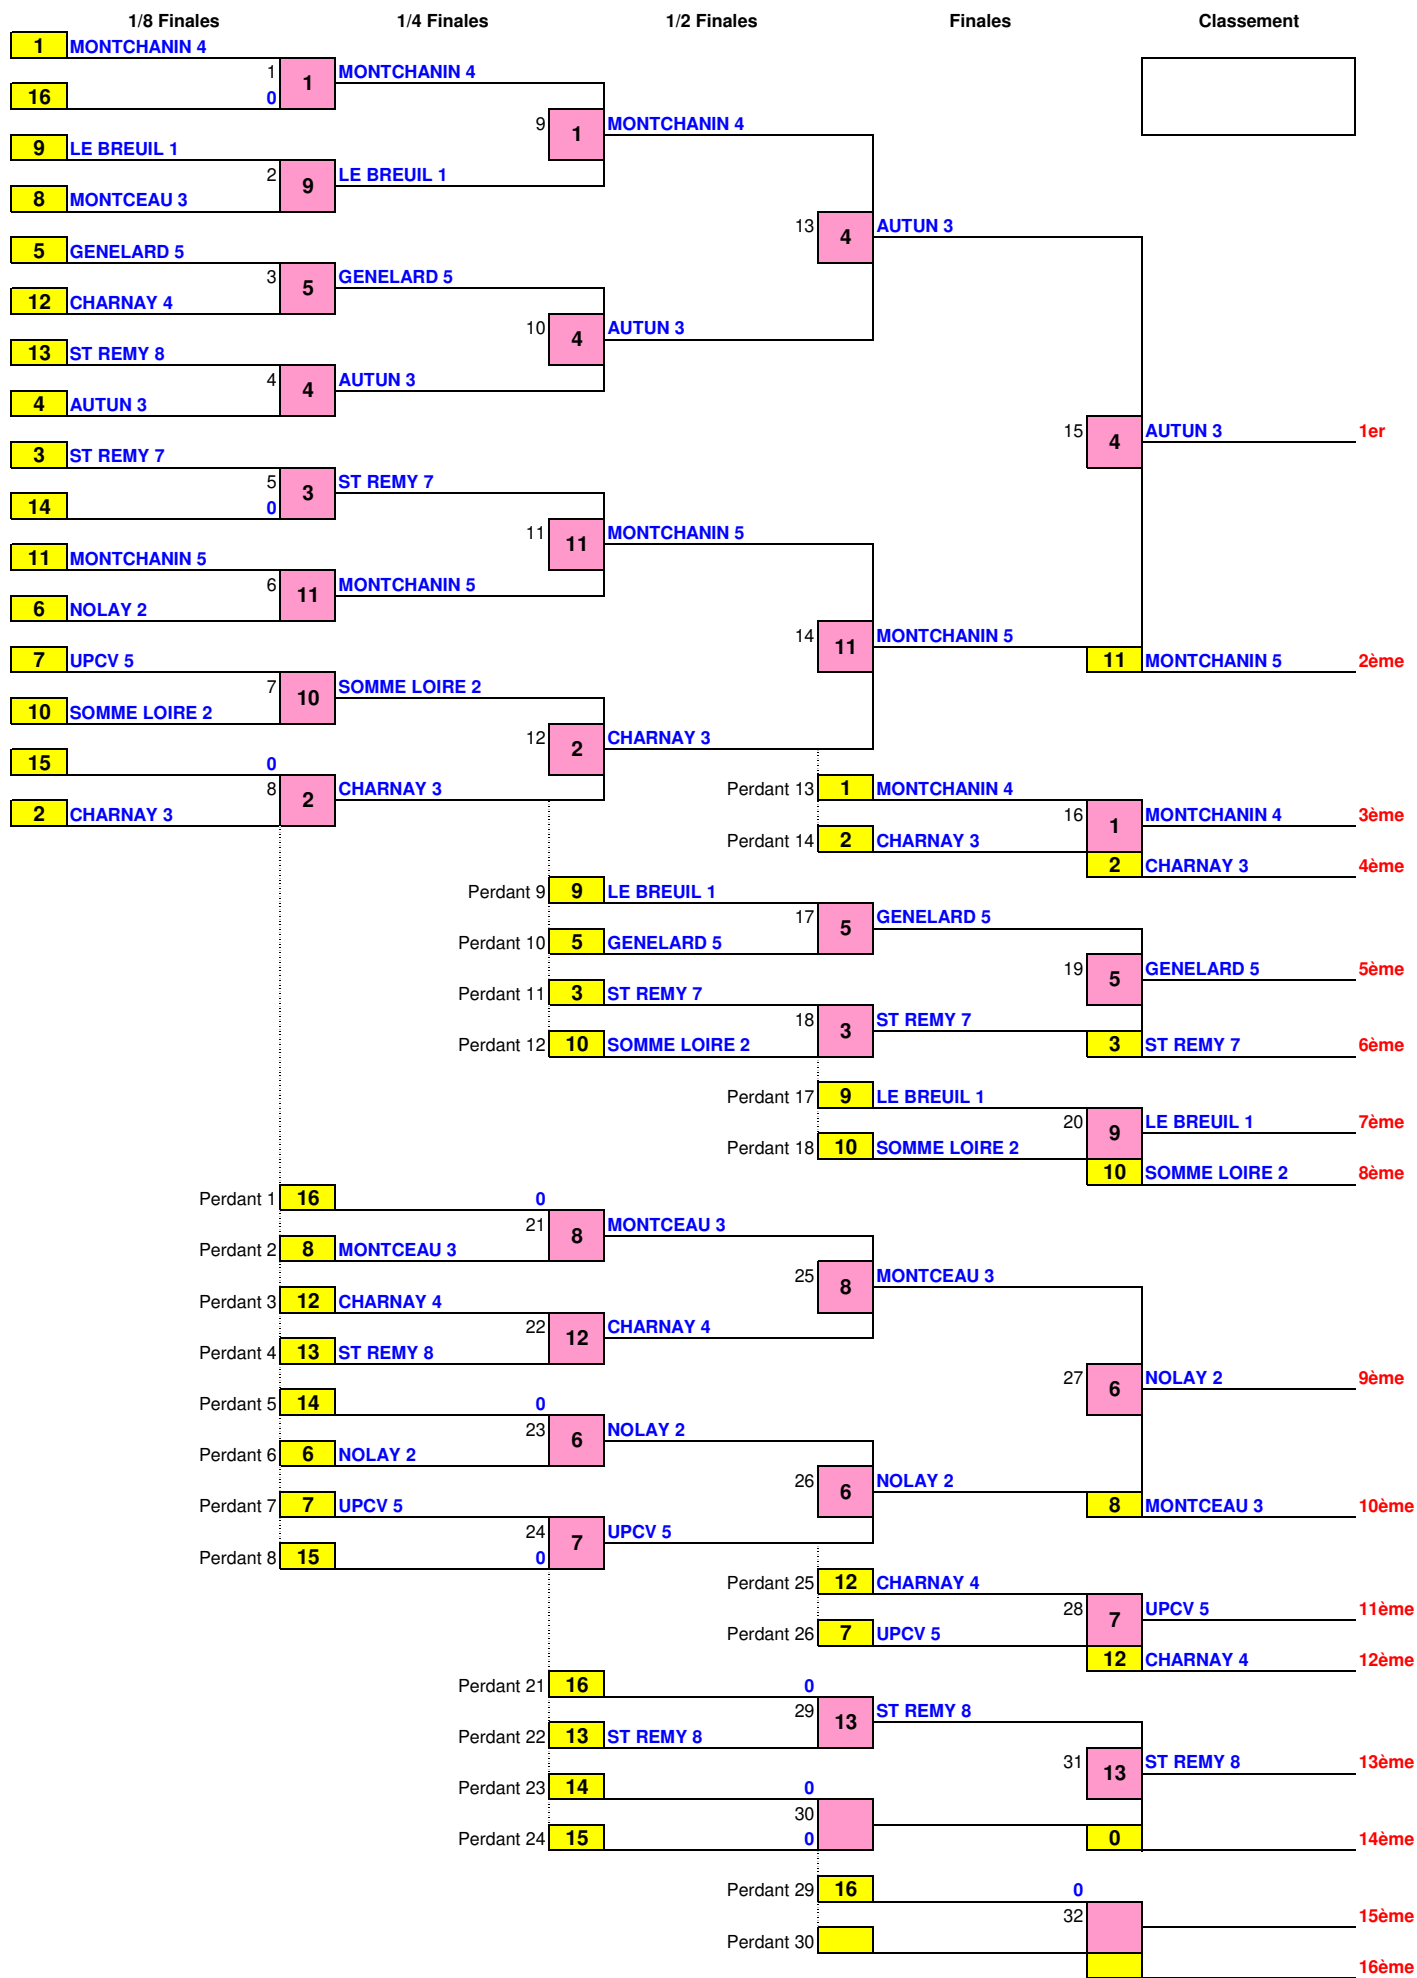 1/8 Finales 1/4 Finales 1/2 Finales Finales Classement
1 MONTCHANIN 4
1 1 MONTCHANIN 4
16 0
9 1 MONTCHANIN 4
9 LE BREUIL 1
2 9 LE BREUIL 1
8 MONTCEAU 3
13 4 AUTUN 3
5 GENELARD 5
3 5 GENELARD 5
12 CHARNAY 4
10 4 AUTUN 3
13 ST REMY 8
4 4 AUTUN 3
4 AUTUN 3
15 4 AUTUN 3 1er
3 ST REMY 7
5 3 ST REMY 7
14 0
11 11 MONTCHANIN 5
11 MONTCHANIN 5
6 11 MONTCHANIN 5
6 NOLAY 2
14 11 MONTCHANIN 5
7 UPCV 5
11 MONTCHANIN 5 2ème
7 10 SOMME LOIRE 2
10 SOMME LOIRE 2
12 2 CHARNAY 3
15 0
8 2 CHARNAY 3
2 CHARNAY 3
Perdant 13 1 MONTCHANIN 4
16 1 MONTCHANIN 4 3ème
Perdant 14 2 CHARNAY 3
2 CHARNAY 3 4ème
Perdant 9 9 LE BREUIL 1
17 5 GENELARD 5
Perdant 10 5 GENELARD 5
19 5 GENELARD 5 5ème
Perdant 11 3 ST REMY 7
18 3 ST REMY 7
Perdant 12 10 SOMME LOIRE 2
3 ST REMY 7 6ème
Perdant 17 9 LE BREUIL 1
20 9 LE BREUIL 1 7ème
Perdant 18 10 SOMME LOIRE 2
10 SOMME LOIRE 2 8ème
Perdant 1 16 0
21 8 MONTCEAU 3
Perdant 2 8 MONTCEAU 3
25 8 MONTCEAU 3
Perdant 3 12 CHARNAY 4
22 12 CHARNAY 4
Perdant 4 13 ST REMY 8
27 6 NOLAY 2 9ème
Perdant 5 14 0
23 6 NOLAY 2
Perdant 6 6 NOLAY 2
26 6 NOLAY 2
Perdant 7 7 UPCV 5
8 MONTCEAU 3 10ème
24 7 UPCV 5
Perdant 8 15 0
Perdant 25 12 CHARNAY 4
28 7 UPCV 5 11ème
Perdant 26 7 UPCV 5
12 CHARNAY 4 12ème
Perdant 21 16 0
29 13 ST REMY 8
Perdant 22 13 ST REMY 8
31 13 ST REMY 8 13ème
Perdant 23 14 0
30
Perdant 24 15 0
0 14ème
Perdant 29 16 0
32 15ème
Perdant 30
16ème